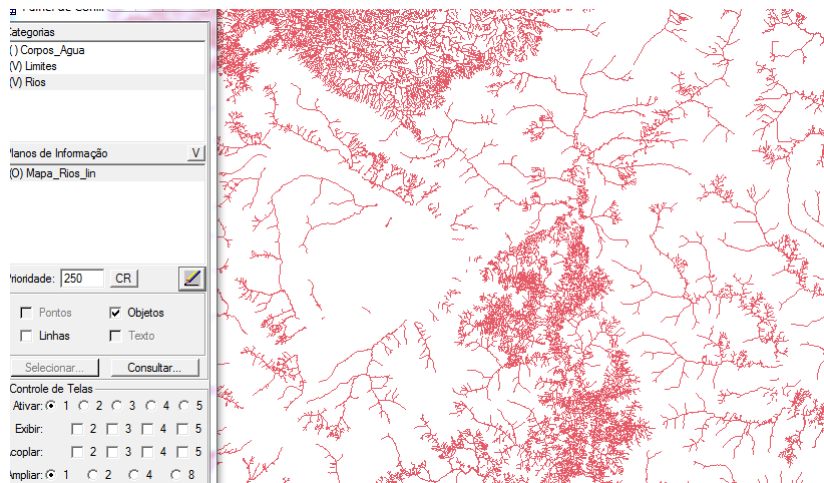 Categorias
() Corpos_Agua
(V) Limites
(V) Rios
Planos de Informação V
(O) Mapa_Rios_lin
Prioridade: 250 CR
Pontos Objetos
Linhas Texto
Selecionar... Consultar...
Controle de Telas
Ativar: 1 2 3 4 5
Exibir: 2 3 4 5
Acoplar: 2 3 4 5
Ampliar: 1 2 4 8